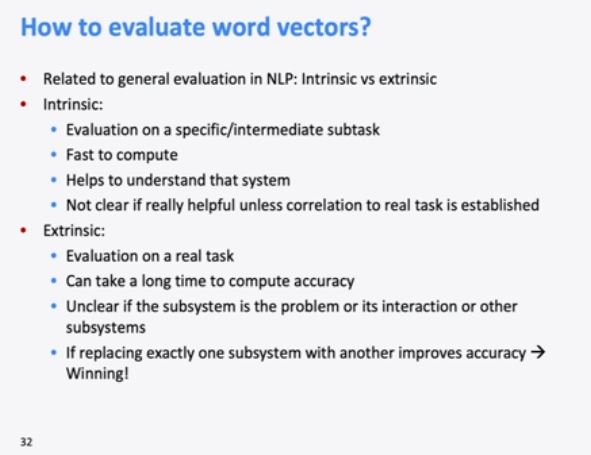 How to evaluate word vectors?
• Related to general evaluation in NLP: Intrinsic vs extrinsic
• Intrinsic:
• Evaluation on a specific/intermediate subtask
• Fast to compute
• Helps to understand that system
• Not clear if really helpful unless correlation to real task is established
• Extrinsic:
• Evaluation on a real task
• Can take a long time to compute accuracy
• Unclear if the subsystem is the problem or its interaction or other
subsystems
• If replacing exactly one subsystem with another improves accuracy →
Winning!
32